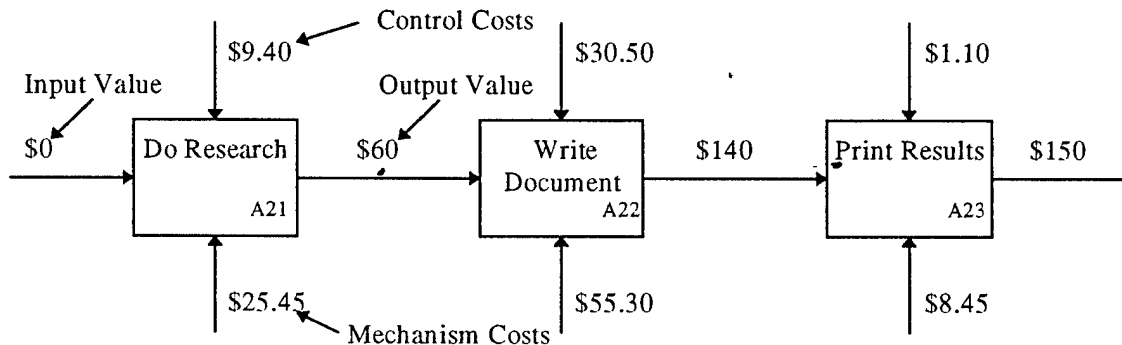 Control Costs
$9.40
$30.50
$1.10
Input Value
Output Value
$0
Do Research
A21
$60
Write
Document
A22
$140
Print Results
A23
$150
$25.45
$55.30
$8.45
Mechanism Costs